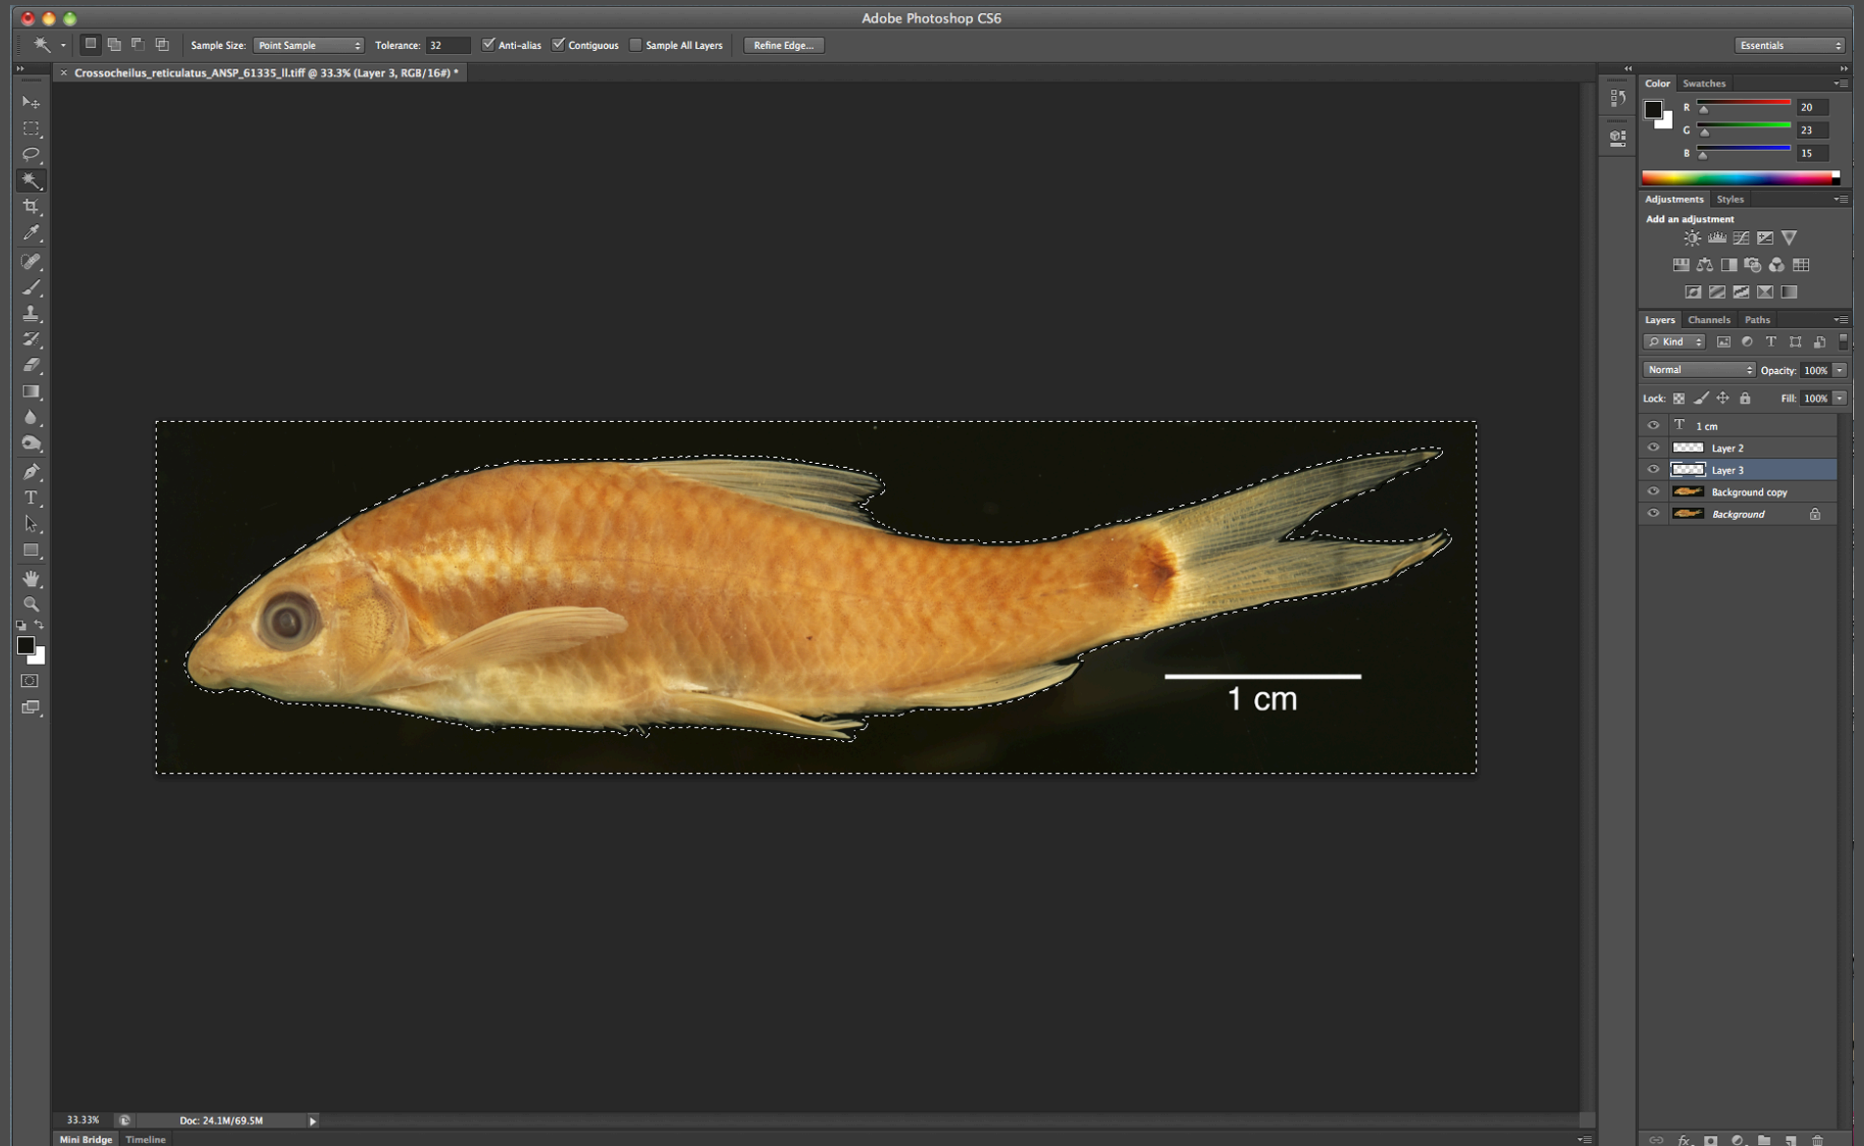 Adobe Photoshop CS6
Sample Size: Point Sample Tolerance: 32 Anti-alias Contiguous Sample All Layers Refine Edge... Essentials
× Crossocheilus_reticulatus_ANSP_61335_ll.tiff @ 33.3% (Layer 3, RGB/16#) *
Color Swatches
R 20
G 23
B 15
Adjustments Styles
Add an adjustment
Layers Channels Paths
Kind
Normal Opacity: 100%
Lock: Fill: 100%
T 1 cm
Layer 2
Layer 3
Background copy
Background
1 cm
33.33% Doc: 24.1M/69.5M
Mini Bridge Timeline